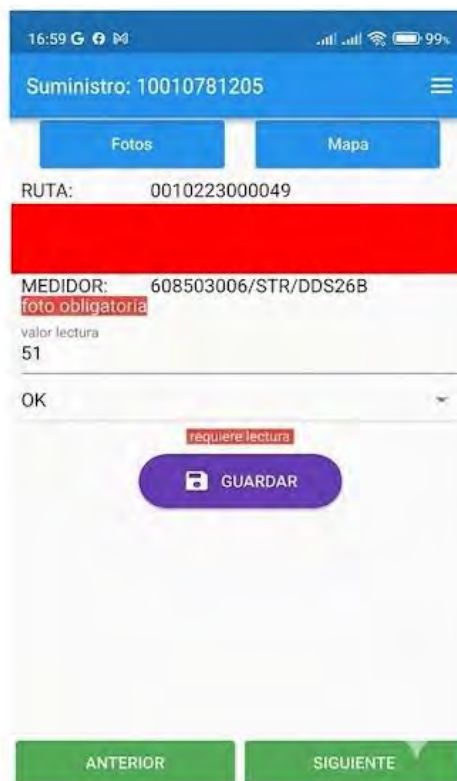 16:59 G 99%
Suministro: 10010781205
Fotos Mapa
RUTA: 0010223000049
MEDIDOR: 608503006/STR/DDS26B
foto obligatoria
valor lectura
51
OK
requiere lectura
GUARDAR
ANTERIOR SIGUIENTE